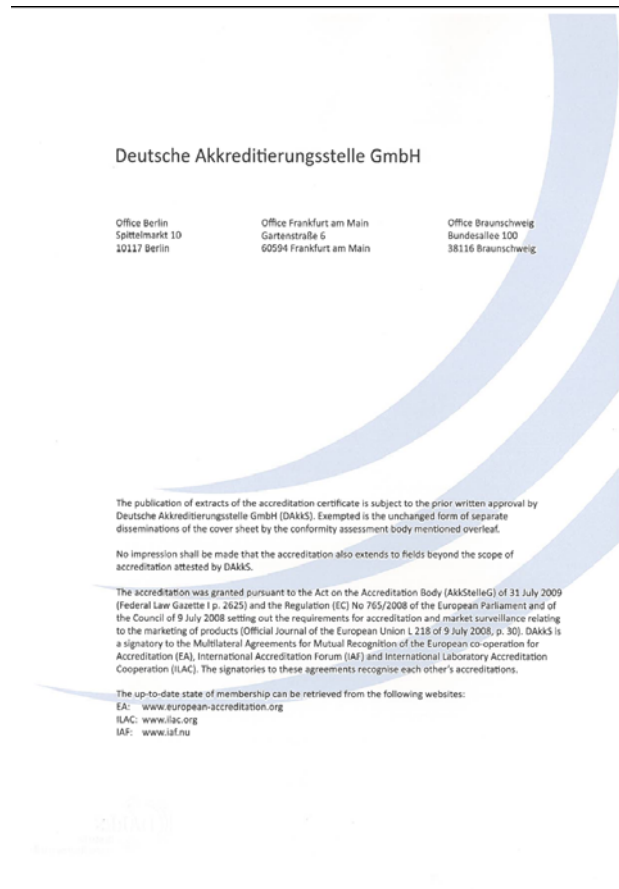 Deutsche Akkreditierungsstelle GmbH
Office Berlin
Spittelmarkt 10
10117 Berlin
Office Frankfurt am Main
Gartenstraße 6
60594 Frankfurt am Main
Office Braunschweig
Bundesallee 100
38116 Braunschweig
The publication of extracts of the accreditation certificate is subject to the prior written approval by
Deutsche Akkreditierungsstelle GmbH (DAkkS). Exempted is the unchanged form of separate
disseminations of the cover sheet by the conformity assessment body mentioned overleaf.
No impression shall be made that the accreditation also extends to fields beyond the scope of
accreditation attested by DAkkS.
The accreditation was granted pursuant to the Act on the Accreditation Body (AkkStelleG) of 31 July 2009
(Federal Law Gazette I p. 2625) and the Regulation (EC) No 765/2008 of the European Parliament and of
the Council of 9 July 2008 setting out the requirements for accreditation and market surveillance relating
to the marketing of products (Official Journal of the European Union L 218 of 9 July 2008, p. 30). DAkkS is
a signatory to the Multilateral Agreements for Mutual Recognition of the European co-operation for
Accreditation (EA), International Accreditation Forum (IAF) and International Laboratory Accreditation
Cooperation (ILAC). The signatories to these agreements recognise each other's accreditations.
The up-to-date state of membership can be retrieved from the following websites:
EA: www.european-accreditation.org
ILAC: www.ilac.org
IAF: www.iaf.nu